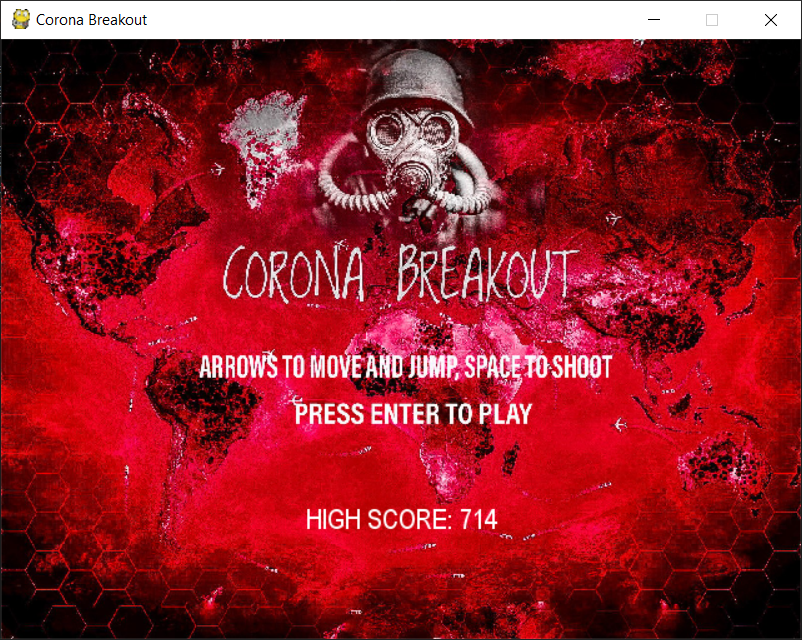 Corona Breakout
CORONA BREAKOUT
ARROWS TO MOVE AND JUMP, SPACE TO SHOOT
PRESS ENTER TO PLAY
HIGH SCORE: 714